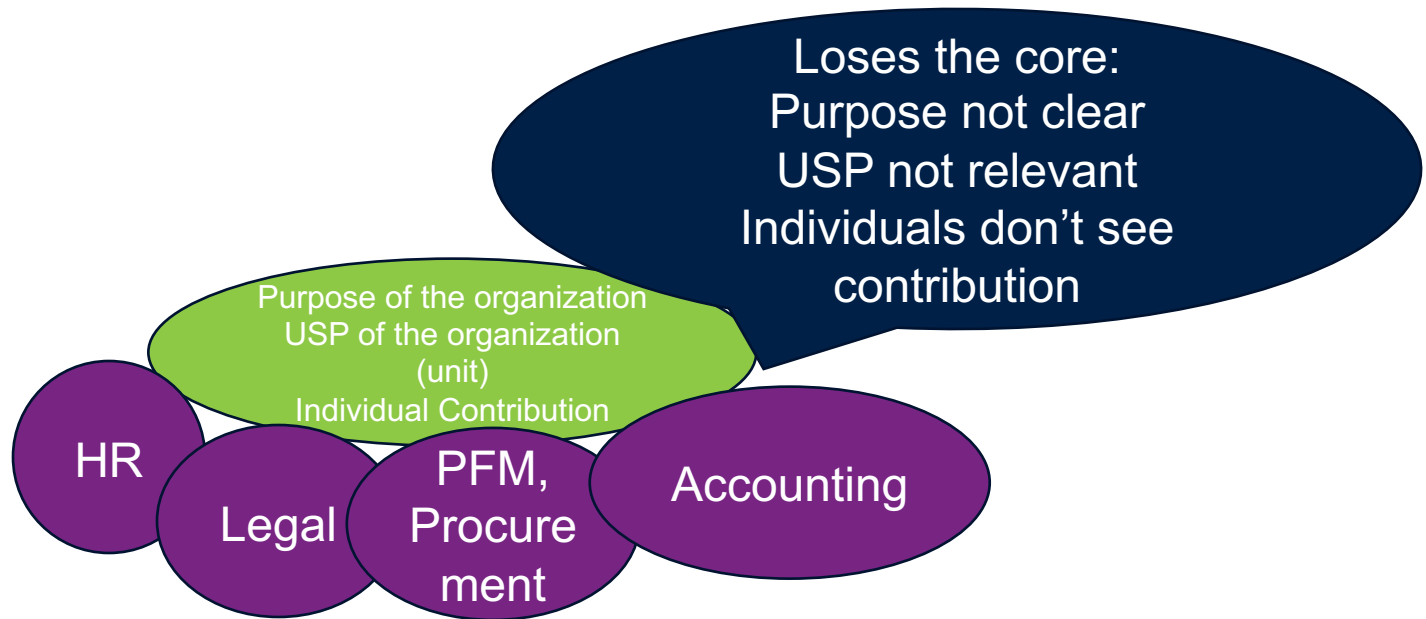 Loses the core:
Purpose not clear
USP not relevant
Individuals don’t see
contribution
Purpose of the organization
USP of the organization
(unit)
Individual Contribution
HR
Legal
PFM,
Procure
ment
Accounting